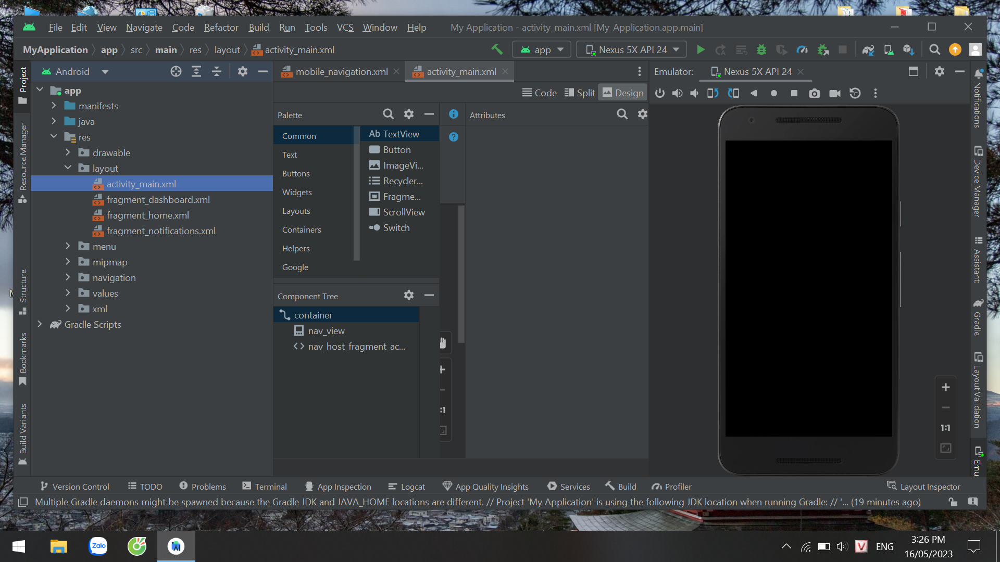 File Edit View Navigate Code Refactor Build Run Tools VCS Window Help My Application - activity_main.xml [My_Application.app.main]
MyApplication app src main res layout activity_main.xml app Nexus 5X API 24
Project
Android
mobile_navigation.xml activity_main.xml
Emulator: Nexus 5X API 24
Code Split Design
app
manifests
java
res
drawable
layout
activity_main.xml
fragment_dashboard.xml
fragment_home.xml
fragment_notifications.xml
menu
mipmap
navigation
values
xml
Gradle Scripts
Resource Manager
Structure
Bookmarks
Build Variants
Palette
Common
Text
Buttons
Widgets
Layouts
Containers
Helpers
Google
Ab TextView
Button
ImageVi...
Recycler...
Fragme...
ScrollView
Switch
Component Tree
container
nav_view
nav_host_fragment_ac...
Attributes
:1
1:1
Notifications
Device Manager
Assistant
Gradle
Layout Validation
Emu
Version Control TODO Problems Terminal App Inspection Logcat App Quality Insights Services Build Profiler Layout Inspector
Multiple Gradle daemons might be spawned because the Gradle JDK and JAVA_HOME locations are different. // Project 'My Application' is using the following JDK location when running Gradle: // '... (19 minutes ago)
Zalo
V
ENG
3:26 PM
16/05/2023